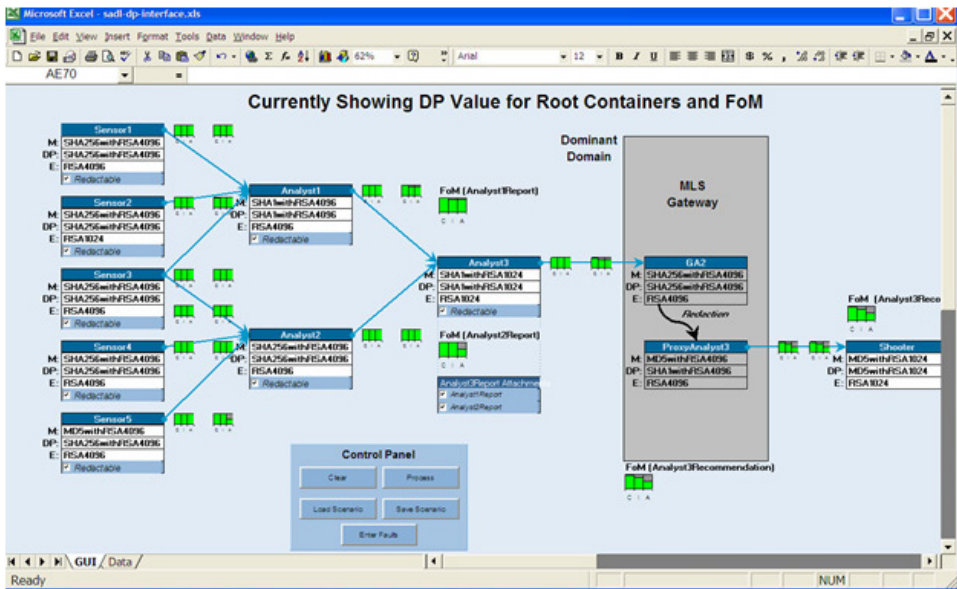 Microsoft Excel - sadl-dp-interface.xls
File Edit View Insert Format Tools Data Window Help
62%
Arial
12
B I U
$ % ,
AE70
=
Currently Showing DP Value for Root Containers and FoM
Sensor1
M: SHA256withRSA4096
DP: SHA256withRSA4096
E: RSA4096
Redactable
Sensor2
M: SHA256withRSA4096
DP: SHA256withRSA4096
E: RSA1024
Redactable
Sensor3
M: SHA256withRSA4096
DP: SHA256withRSA4096
E: RSA4096
Redactable
Sensor4
M: SHA256withRSA4096
DP: SHA256withRSA4096
E: RSA4096
Redactable
Sensor5
M: MD5withRSA4096
DP: SHA256withRSA4096
E: RSA4096
Redactable
Analyst1
M: SHA1withRSA4096
DP: SHA1withRSA4096
E: RSA4096
Redactable
Analyst2
M: SHA256withRSA4096
DP: SHA256withRSA4096
E: RSA4096
Redactable
FoM (Analyst1Report)
C I A
Analyst3
M: SHA1withRSA1024
DP: SHA1withRSA1024
E: RSA1024
Redactable
FoM (Analyst2Report)
C I A
Analyst3Report Attachments
Analyst1Report
Analyst2Report
Dominant
Domain
MLS
Gateway
GA2
M: SHA256withRSA4096
DP: SHA256withRSA4096
E: RSA4096
Redaction
ProxyAnalyst3
M: MD5withRSA4096
DP: SHA1withRSA4096
E: RSA4096
FoM (Analyst3Recommendation)
C I A
FoM (Analyst3Reco
C I A
Shooter
M: MD5withRSA1024
DP: MD5withRSA1024
E: RSA1024
Control Panel
Clear
Process
Load Scenario
Save Scenario
Enter Faults
GUI
Data
Ready
NUM